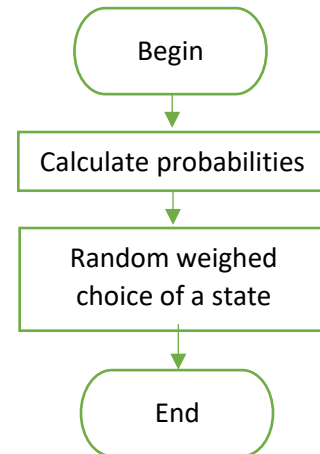 Begin
Calculate probabilities
Random weighed
choice of a state
End